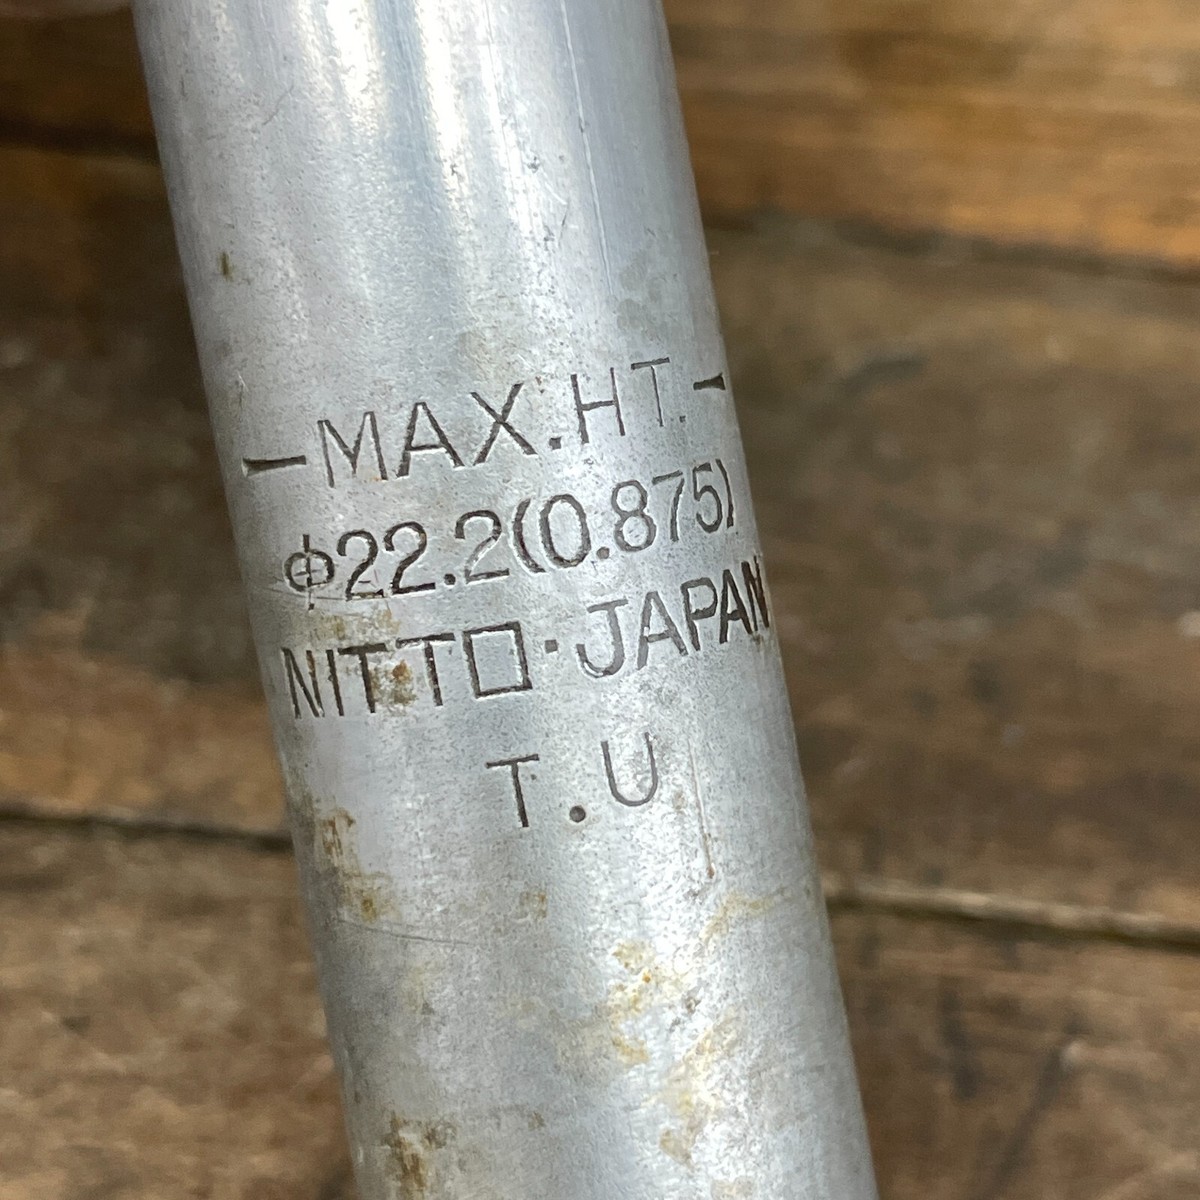 -MAX.HT.-
ϕ22.2(0.875)
NITTO·JAPAN
T.U